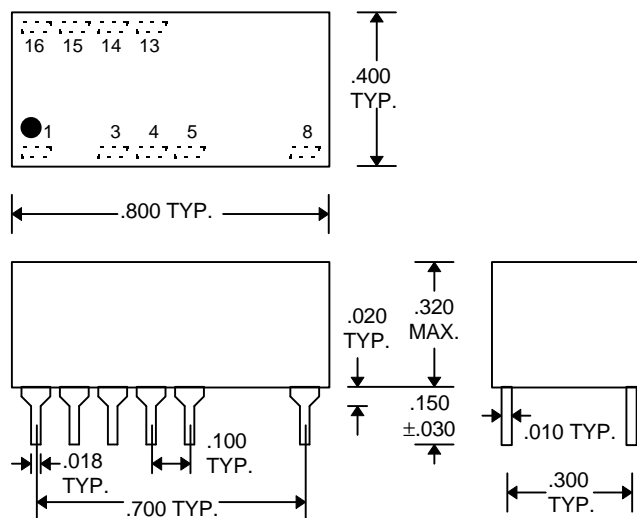 16 15 14 13
.400
TYP.
1 3 4 5 8
.800 TYP.
.020
TYP.
.320
MAX.
.150
±.030
.010 TYP.
.018
TYP.
.100
TYP.
.700 TYP.
.300
TYP.